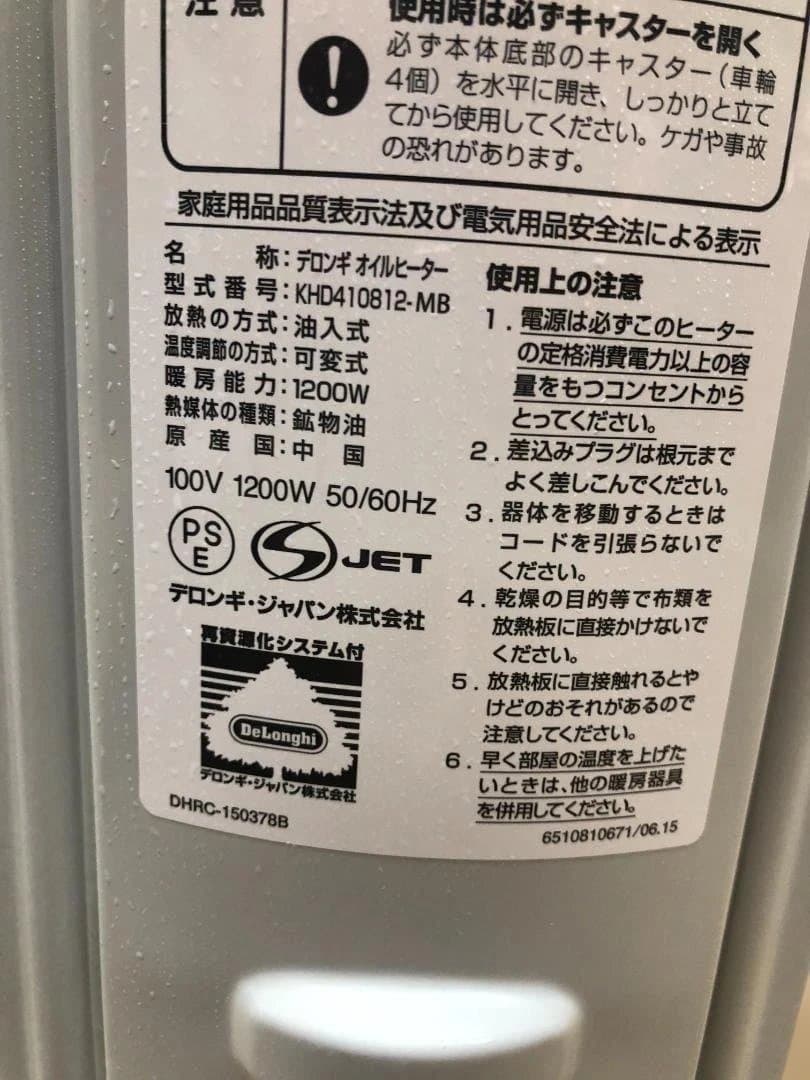 注意
使用時は必ずキャスターを開く
必ず本体底部のキャスター(車輪
4個)を水平に開き、しっかりと立て
てから使用してください。ケガや事故
の恐れがあります。
家庭用品品質表示法及び電気用品安全法による表示
名 称:デロンギ オイルヒーター
型式番号:KHD410812-MB
放熱の方式:油入式
温度調節の方式:可変式
暖房能力:1200W
熱媒体の種類:鉱物油
原産国:中 国
100V 1200W 50/60Hz
PS
E
JET
デロンギ・ジャパン株式会社
再資源化システム付
DeLonghi
デロンギ・ジャパン株式会社
DHRC-150378B
使用上の注意
1.電源は必ずこのヒーター
の定格消費電力以上の容
量をもつコンセントから
とってください。
2.差込みプラグは根元まで
よく差しこんでください。
3.器体を移動するときは
コードを引張らないで
ください。
4.乾燥の目的等で布類を
放熱板に直接かけないで
ください。
5.放熱板に直接触れるとや
けどのおそれがあるので
注意してください。
6.早く部屋の温度を上げた
いときは、他の暖房器具
を併用してください。
6510810671/06.15